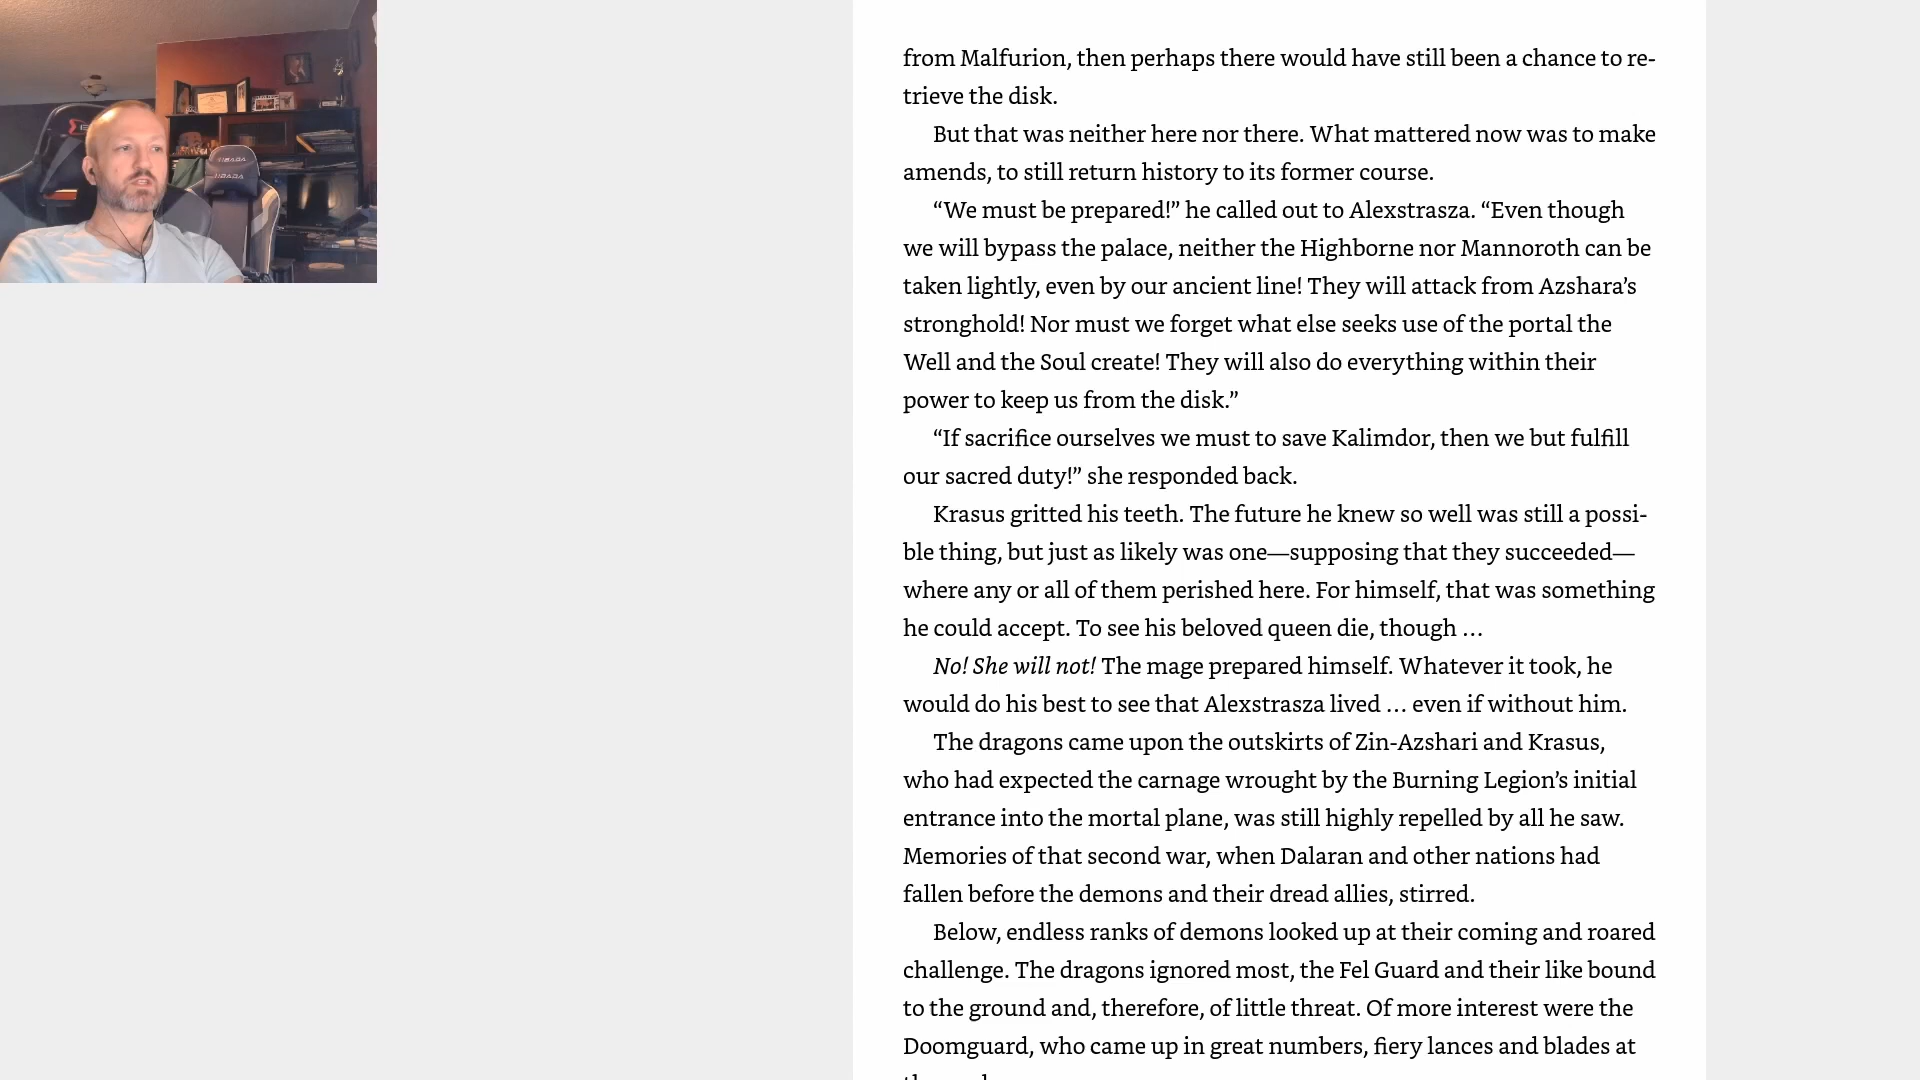 from Malfurion, then perhaps there would have still been a chance to re-
trieve the disk.
But that was neither here nor there. What mattered now was to make
amends, to still return history to its former course.
“We must be prepared!” he called out to Alexstrasza. “Even though
we will bypass the palace, neither the Highborne nor Mannoroth can be
taken lightly, even by our ancient line! They will attack from Azshara’s
stronghold! Nor must we forget what else seeks use of the portal the
Well and the Soul create! They will also do everything within their
power to keep us from the disk.”
“If sacrifice ourselves we must to save Kalimdor, then we but fulfill
our sacred duty!” she responded back.
Krasus gritted his teeth. The future he knew so well was still a possi-
ble thing, but just as likely was one—supposing that they succeeded—
where any or all of them perished here. For himself, that was something
he could accept. To see his beloved queen die, though …
No! She will not! The mage prepared himself. Whatever it took, he
would do his best to see that Alexstrasza lived … even if without him.
The dragons came upon the outskirts of Zin-Azshari and Krasus,
who had expected the carnage wrought by the Burning Legion’s initial
entrance into the mortal plane, was still highly repelled by all he saw.
Memories of that second war, when Dalaran and other nations had
fallen before the demons and their dread allies, stirred.
Below, endless ranks of demons looked up at their coming and roared
challenge. The dragons ignored most, the Fel Guard and their like bound
to the ground and, therefore, of little threat. Of more interest were the
Doomguard, who came up in great numbers, fiery lances and blades at